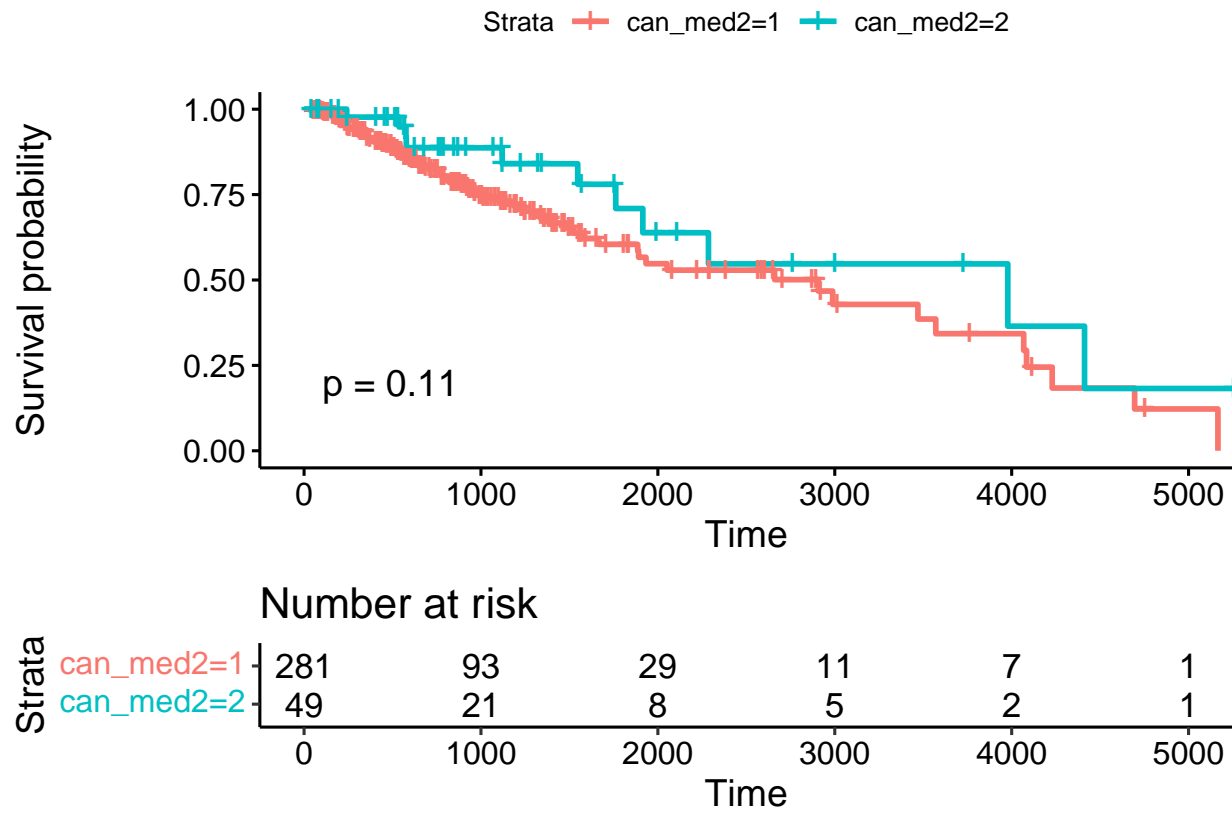 Strata can_med2=1 can_med2=2
Survival probability
1.00
0.75
0.50
0.25
0.00
p = 0.11
0 1000 2000 3000 4000 5000
Time
Number at risk
Strata
can_med2=1 281 93 29 11 7 1
can_med2=2 49 21 8 5 2 1
0 1000 2000 3000 4000 5000
Time